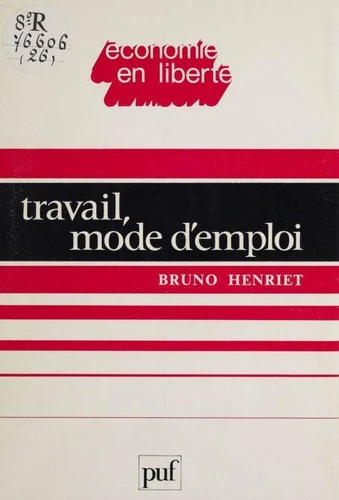 8°R
76606
(26)
économie
en liberté
travail,
mode d'emploi
BRUNO HENRIET
puf